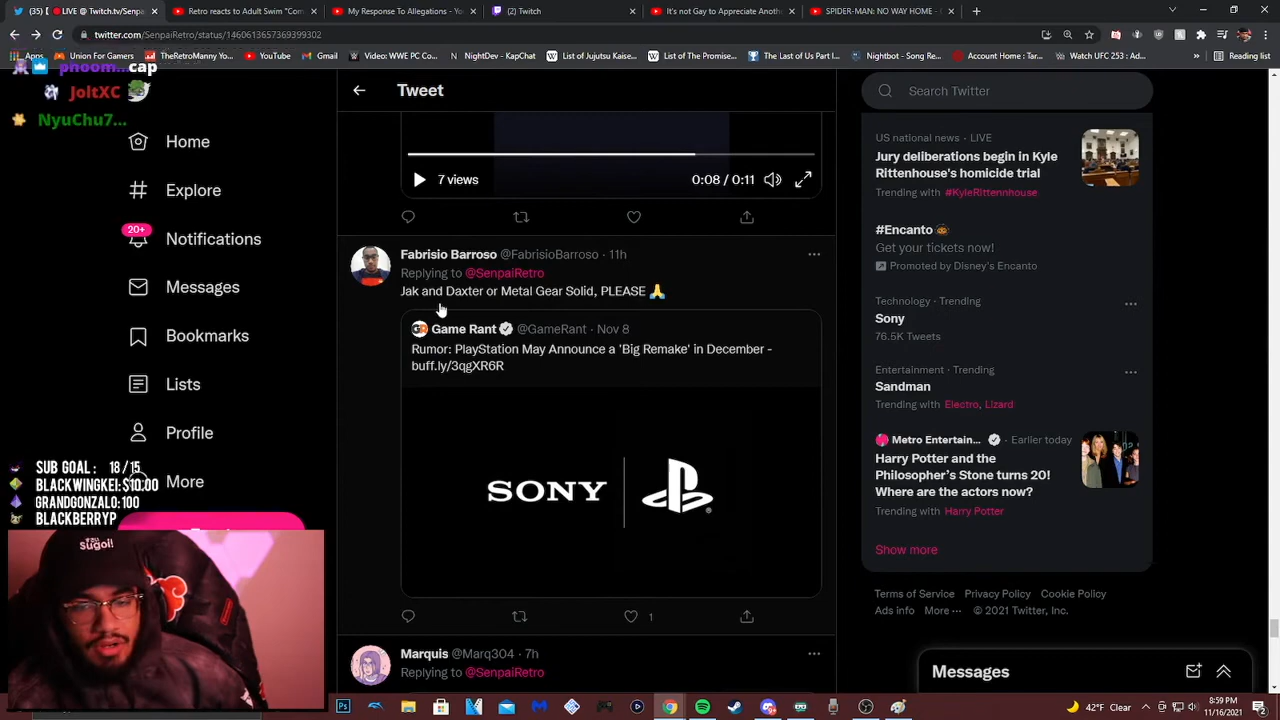 (35) LIVE @ Tv/Senpa
Retro reacts to Adult Swim "Com
My Response To Allegations - You
(2) Twitch
It's not Gay to Appreciate Anoth
SPIDER-MAN NO WAY HOME -
twitter.com/SenpaiRetro/status/1460613657369399302
Apps
Union For Gamers
TheRetroManny Yo...
YouTube
Gmail
Video: WWE PC Con...
NightDev - KapChat
List of Jujutsu Kaise...
List of The Promised...
The Last of Us Part I...
Nightbot - Song Re...
Account Home : Tar...
Watch UFC 253, Ad...
»
Reading list
phoom...cap
JoltXC
NyuChu7...
Home
Explore
20+
Notifications
Messages
Bookmarks
Lists
Profile
More
SUB GOAL : 18/15
BLACKWINGKEI: $10.00
GRANDGONZALO: 100
BLACKBERRYP
sugoi!
Tweet
7 views
0:08 / 0:11
Fabrisio Barroso @FabrisioBarroso · 11h
Replying to @SenpaiRetro
Jak and Daxter or Metal Gear Solid, PLEASE 🙏
Game Rant @GameRant · Nov 8
Rumor: PlayStation May Announce a 'Big Remake' in December -
buff.ly/3qgXR6R
SONY
1
Marquis @Marq304 · 7h
Replying to @SenpaiRetro
Search Twitter
US national news · LIVE
Jury deliberations begin in Kyle
Rittenhouse's homicide trial
Trending with #KyleRittennhouse
#Encanto
Get your tickets now!
Promoted by Disney's Encanto
Technology · Trending
Sony
76.5K Tweets
Entertainment · Trending
Sandman
Trending with Electro, Lizard
Metro Entertain... · Earlier today
Harry Potter and the
Philosopher's Stone turns 20!
Where are the actors now?
Trending with Harry Potter
Show more
Terms of Service Privacy Policy Cookie Policy
Ads info More ··· © 2021 Twitter, Inc.
Messages
42°F Clear
8:59 PM
11/16/2021